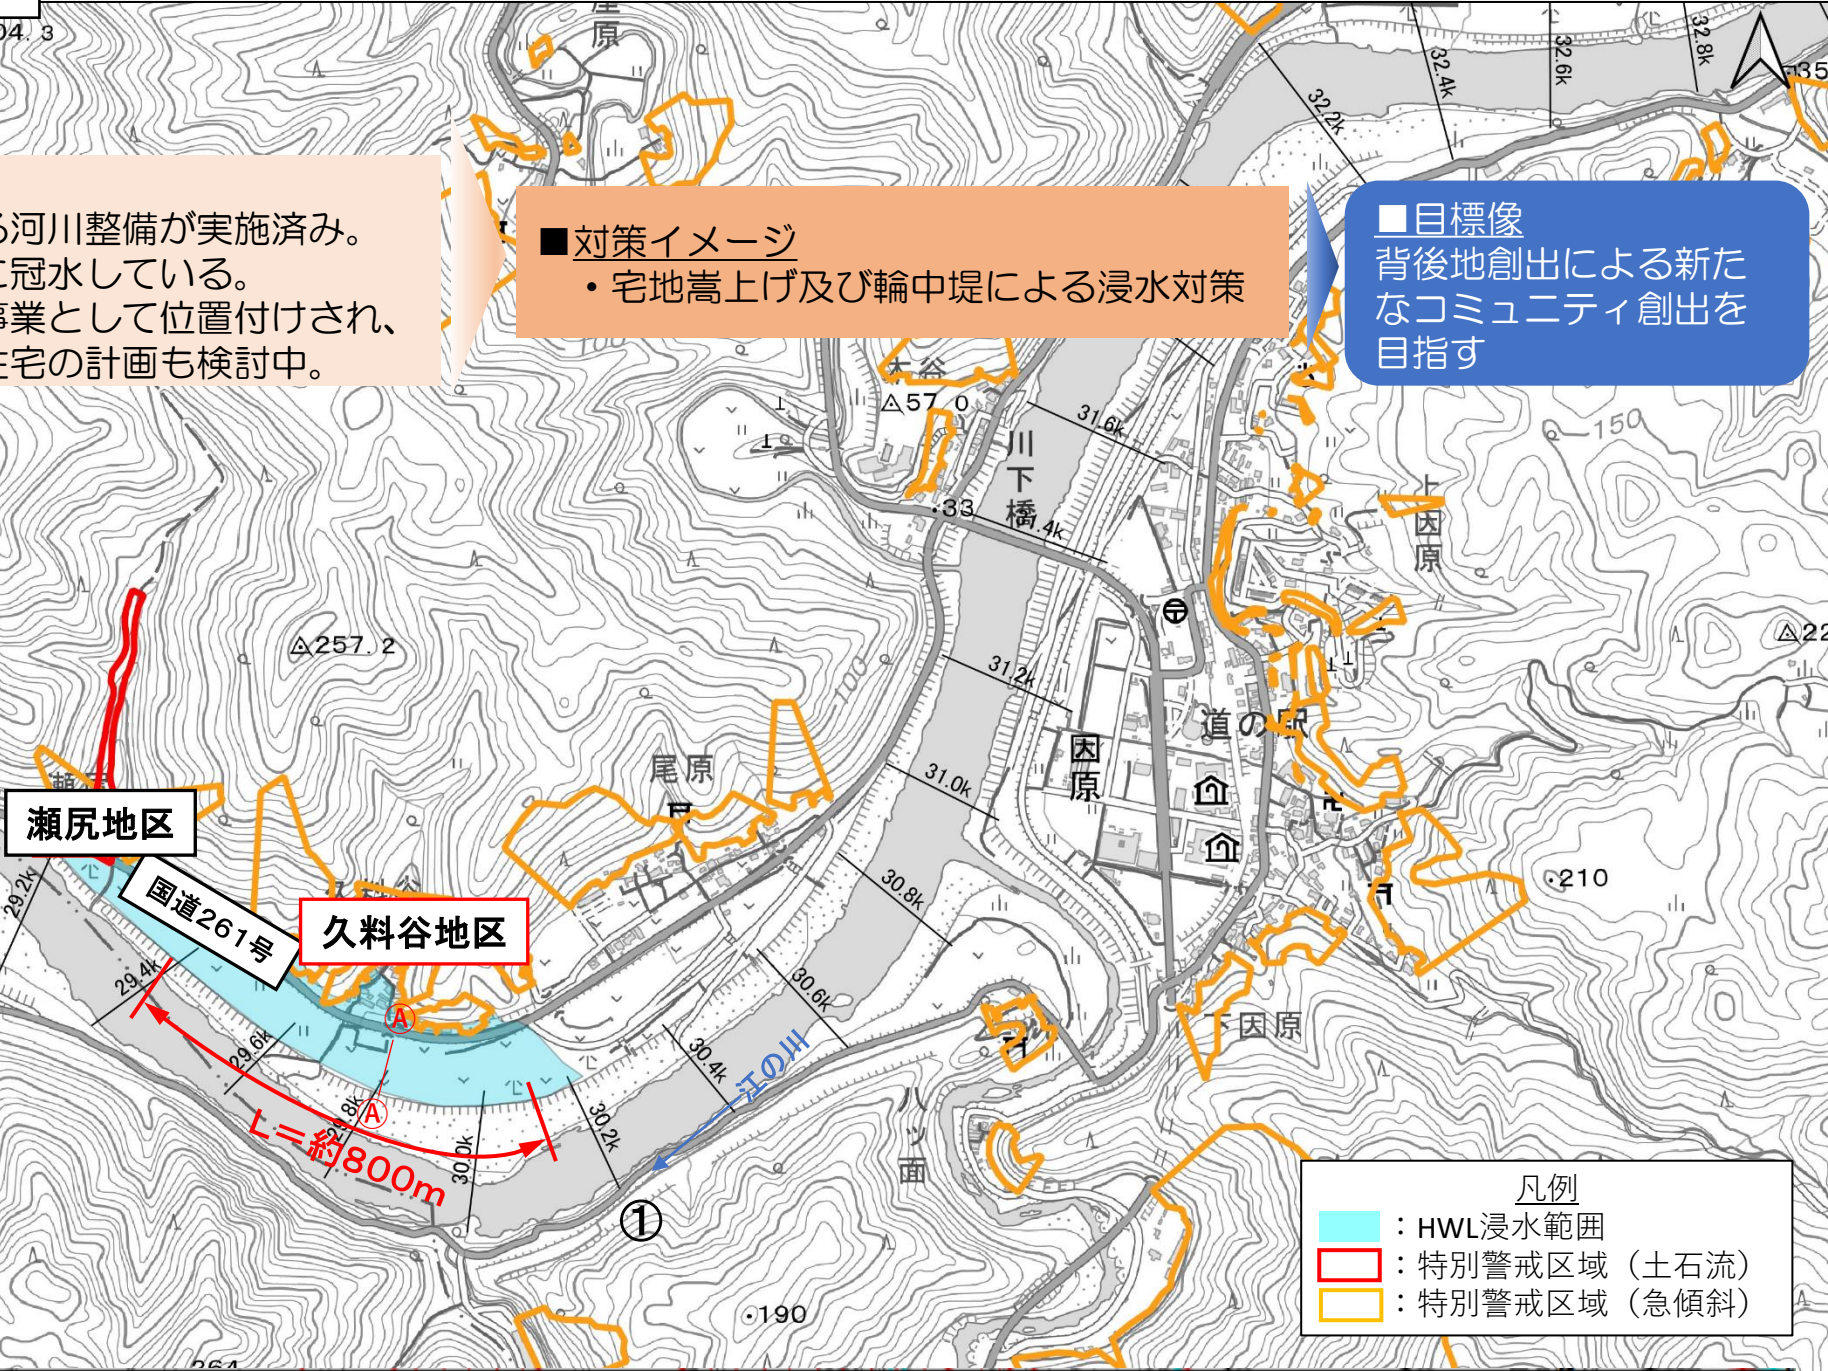 る河川整備が実施済み。
に冠水している。
事業として位置付けされ、
住宅の計画も検討中。
■対策イメージ
・宅地嵩上げ及び輪中堤による浸水対策
■目標像
背後地創出による新た
なコミュニティ創出を
目指す
04.3
32.2k
32.4k
32.6k
32.8k
木谷
57.0
川下橋
31.6k
150
上因原
33
257.2
100
31.2k
道の駅
因原
尾原
31.0k
瀬尻地区
国道261号
久料谷地区
30.8k
210
29.2k
29.4k
29.6k
29.8k
30.0k
30.2k
30.4k
30.6k
Ⓐ
Ⓐ
L=約800m
江の川
下因原
八ッ面
①
190
264
凡例
:HWL浸水範囲
:特別警戒区域(土石流)
:特別警戒区域(急傾斜)